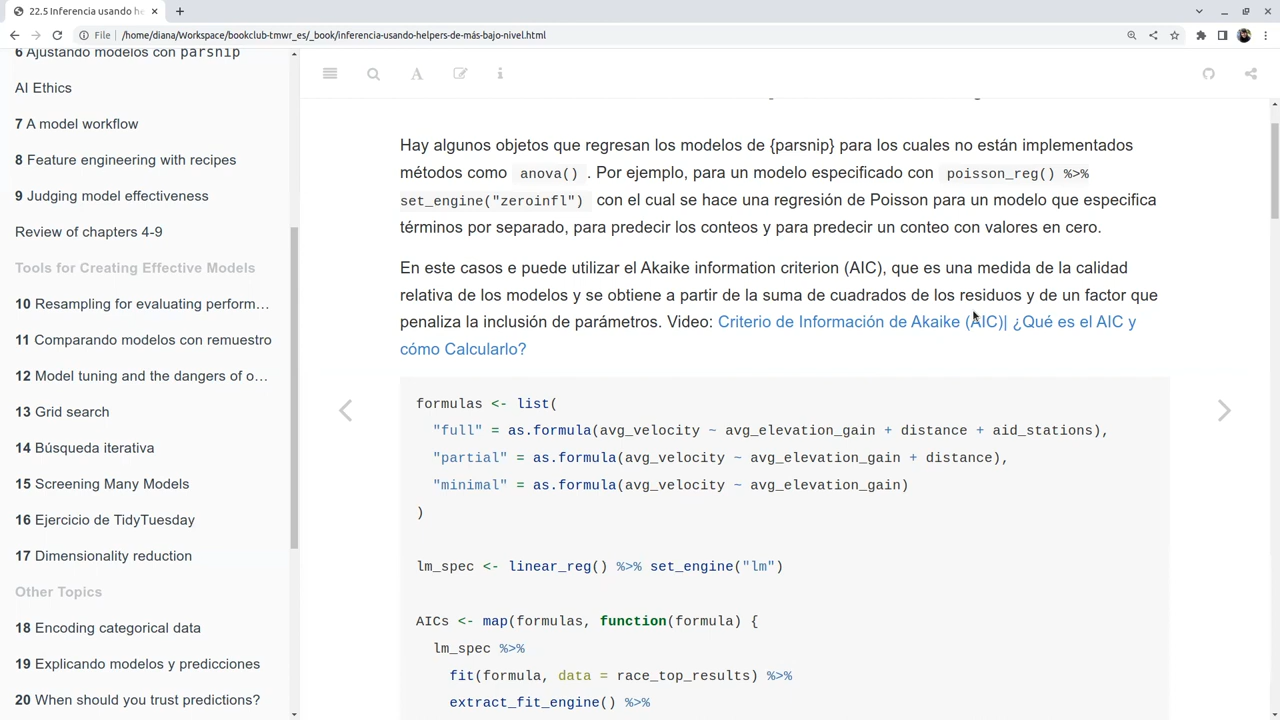 22.5 Inferencia usando he
File
/home/diana/Workspace/bookclub-tmwr_es/_book/inferencia-usando-helpers-de-más-bajo-nivel.html
6 Ajustando modelos con parsnip
AI Ethics
7 A model workflow
8 Feature engineering with recipes
9 Judging model effectiveness
Review of chapters 4-9
Tools for Creating Effective Models
10 Resampling for evaluating perform…
11 Comparando modelos con remuestro
12 Model tuning and the dangers of o…
13 Grid search
14 Búsqueda iterativa
15 Screening Many Models
16 Ejercicio de TidyTuesday
17 Dimensionality reduction
Other Topics
18 Encoding categorical data
19 Explicando modelos y predicciones
20 When should you trust predictions?
Hay algunos objetos que regresan los modelos de {parsnip} para los cuales no están implementados
métodos como anova() . Por ejemplo, para un modelo especificado con poisson_reg() %>%
set_engine("zeroinfl") con el cual se hace una regresión de Poisson para un modelo que especifica
términos por separado, para predecir los conteos y para predecir un conteo con valores en cero.
En este casos e puede utilizar el Akaike information criterion (AIC), que es una medida de la calidad
relativa de los modelos y se obtiene a partir de la suma de cuadrados de los residuos y de un factor que
penaliza la inclusión de parámetros. Video: Criterio de Información de Akaike (AIC)| ¿Qué es el AIC y
cómo Calcularlo?
formulas <- list(
"full" = as.formula(avg_velocity ~ avg_elevation_gain + distance + aid_stations),
"partial" = as.formula(avg_velocity ~ avg_elevation_gain + distance),
"minimal" = as.formula(avg_velocity ~ avg_elevation_gain)
)
lm_spec <- linear_reg() %>% set_engine("lm")
AICs <- map(formulas, function(formula) {
lm_spec %>%
fit(formula, data = race_top_results) %>%
extract_fit_engine() %>%